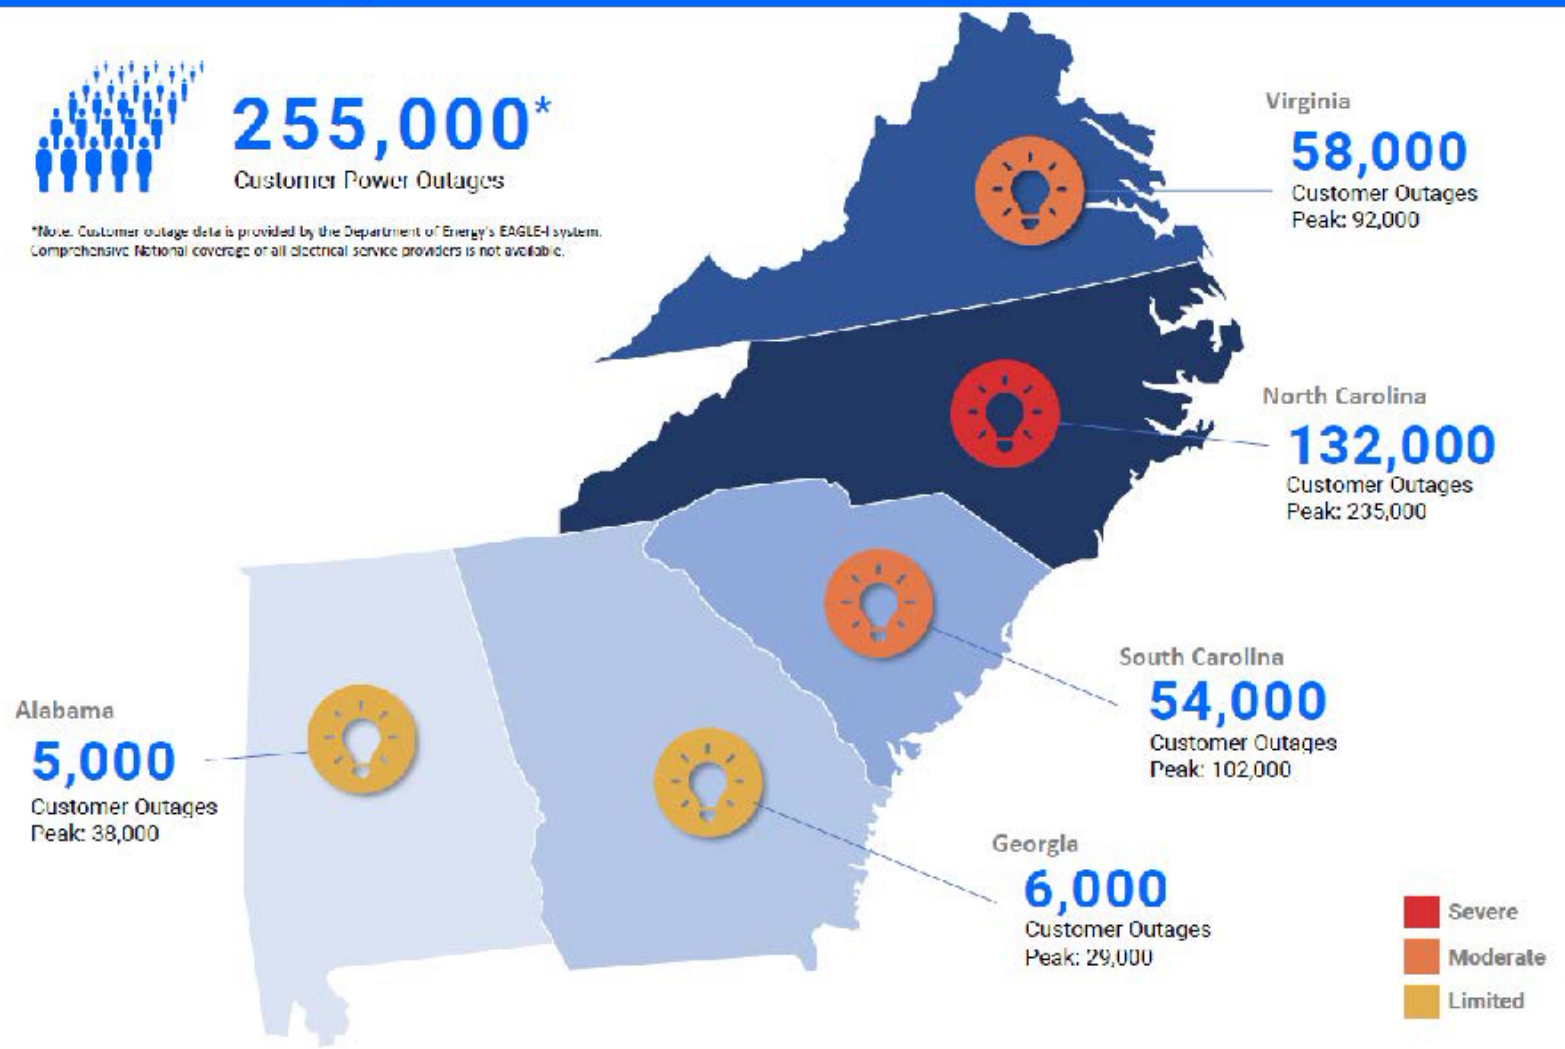 255,000*
Customer Power Outages
*Note. Customer outage data is provided by the Department of Energy's EAGLE-I system.
Comprehensive National coverage of all electrical service providers is not available.
Virginia
58,000
Customer Outages
Peak: 92,000
North Carolina
132,000
Customer Outages
Peak: 235,000
South Carolina
54,000
Customer Outages
Peak: 102,000
Alabama
5,000
Customer Outages
Peak: 38,000
Georgia
6,000
Customer Outages
Peak: 29,000
Severe
Moderate
Limited